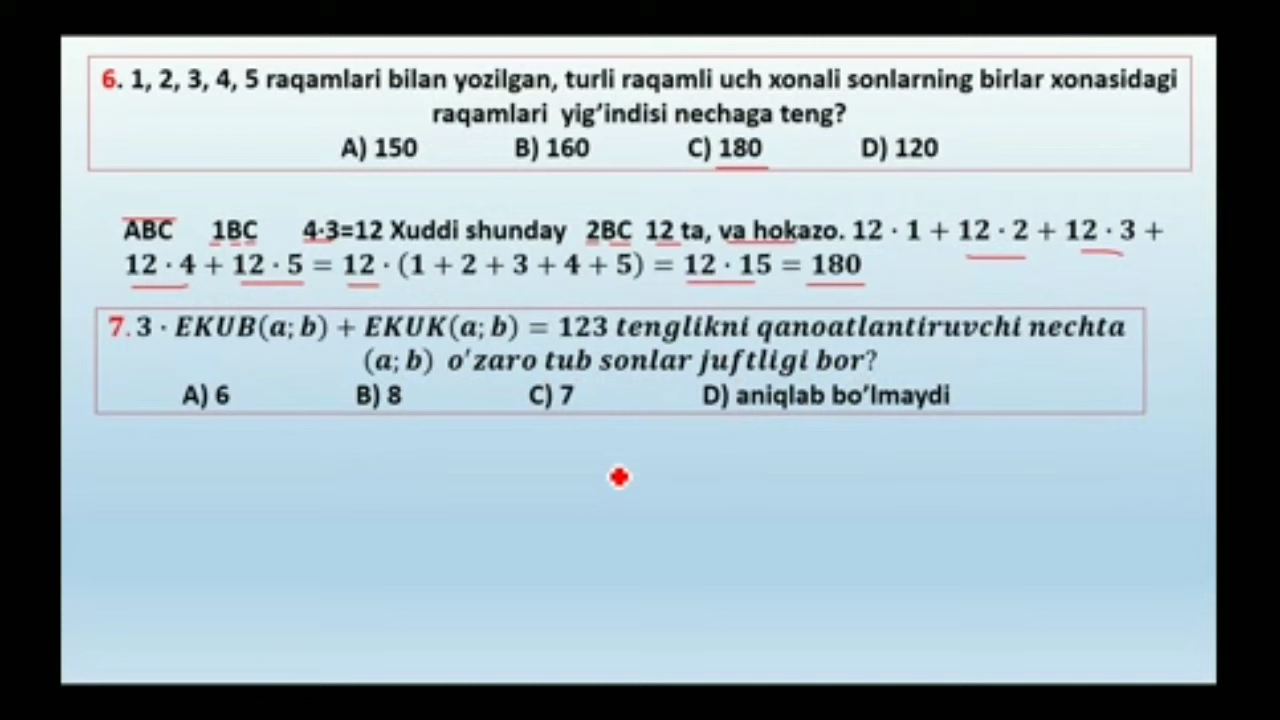 6. 1, 2, 3, 4, 5 raqamlari bilan yozilgan, turli raqamli uch xonali sonlarning birlar xonasidagi
raqamlari yig’indisi nechaga teng?
A) 150 B) 160 C) 180 D) 120
ABC 1BC 4·3=12 Xuddi shunday 2BC 12 ta, va hokazo. 12 · 1 + 12 · 2 + 12 · 3 +
12 · 4 + 12 · 5 = 12 · (1 + 2 + 3 + 4 + 5) = 12 · 15 = 180
7. 3 · EKUB(a; b) + EKUK(a; b) = 123 tenglikni qanoatlantiruvchi nechta
(a; b) o'zaro tub sonlar juftligi bor?
A) 6 B) 8 C) 7 D) aniqlab bo’lmaydi